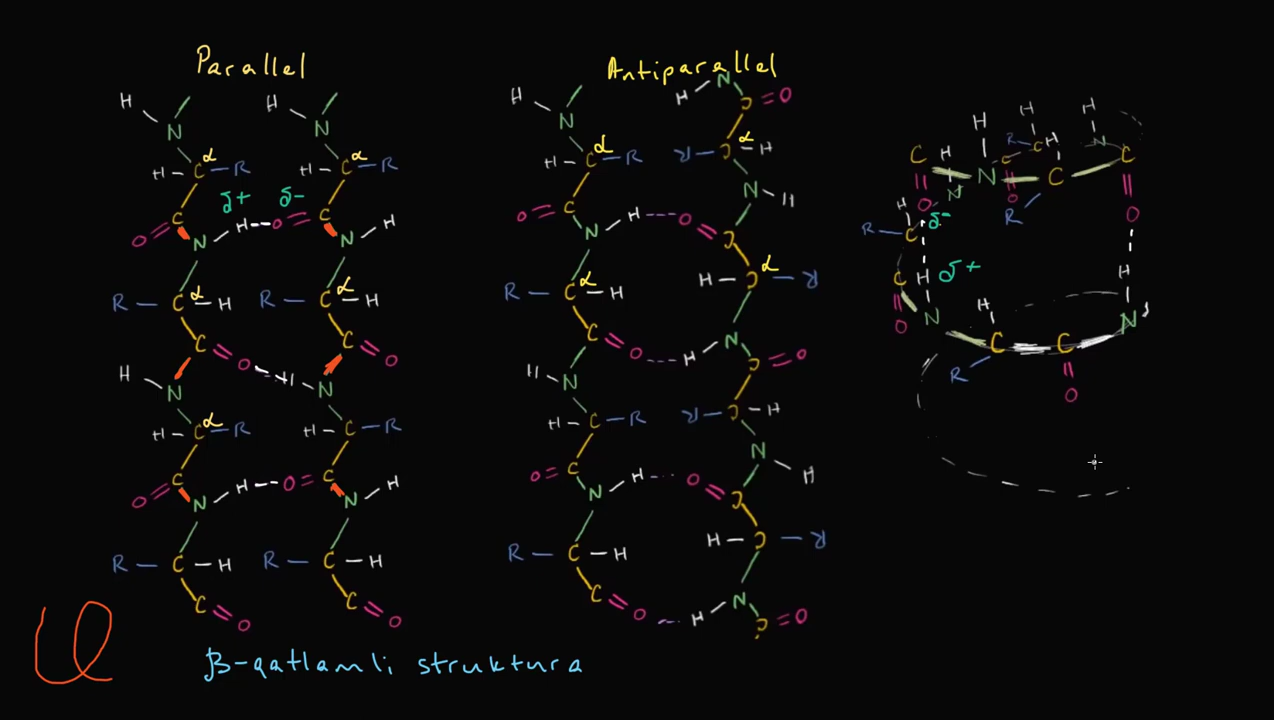 Parallel
H H
N N
H C α R H C α R
δ+ δ-
C C
O N H O N H
R C α H R C α H
C O C O
H N H N
H C α R H C R
C C
O N H O N H
R C H R C H
C O C O
Antiparallel
H N
H N C O
H C α R R C α H
C N H
O N H O C
R C α H H C α R
C O H N C O
H N
H C R R C H
C N
O N H O C H
R C H H C R
C O H N C O
H H H
C H R C H N C
N C N C
O N O R O
H δ-
R C
C H δ+ H
O N H N
R C C
O
β-qatlamli struktura